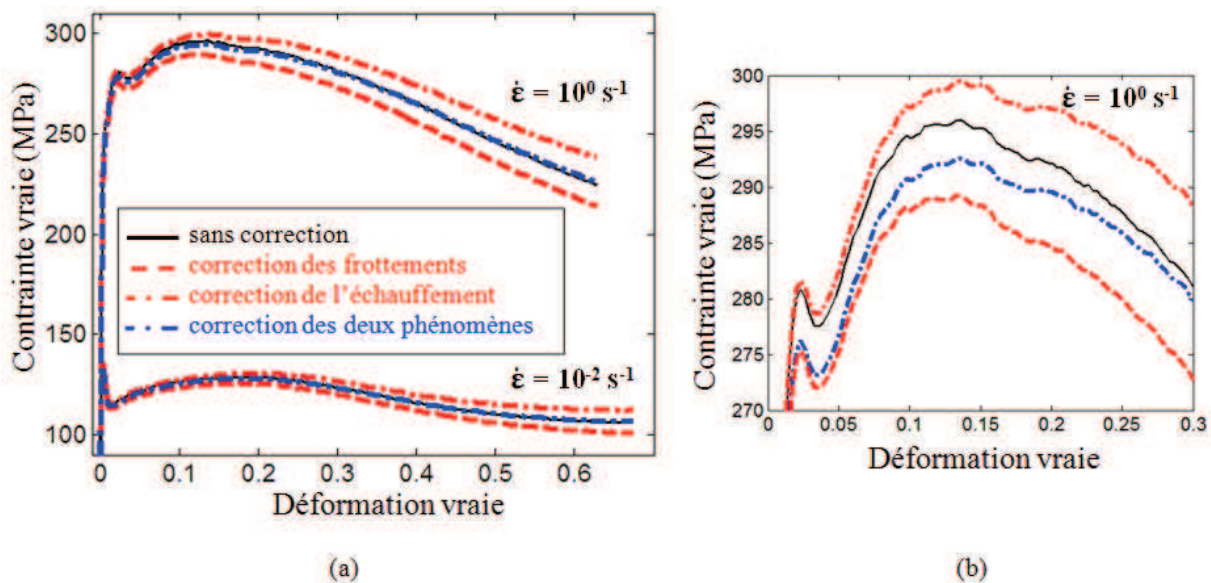 Contrainte vraie (MPa)
300
250
200
150
100
0
0.1
0.2
0.3
0.4
0.5
0.6
Déformation vraie
ε̇ = 10⁰ s⁻¹
sans correction
correction des frottements
correction de l'échauffement
correction des deux phénomènes
ε̇ = 10⁻² s⁻¹
(a)
Contrainte vraie (MPa)
300
295
290
285
280
275
270
0
0.05
0.1
0.15
0.2
0.25
0.3
Déformation vraie
ε̇ = 10⁰ s⁻¹
(b)